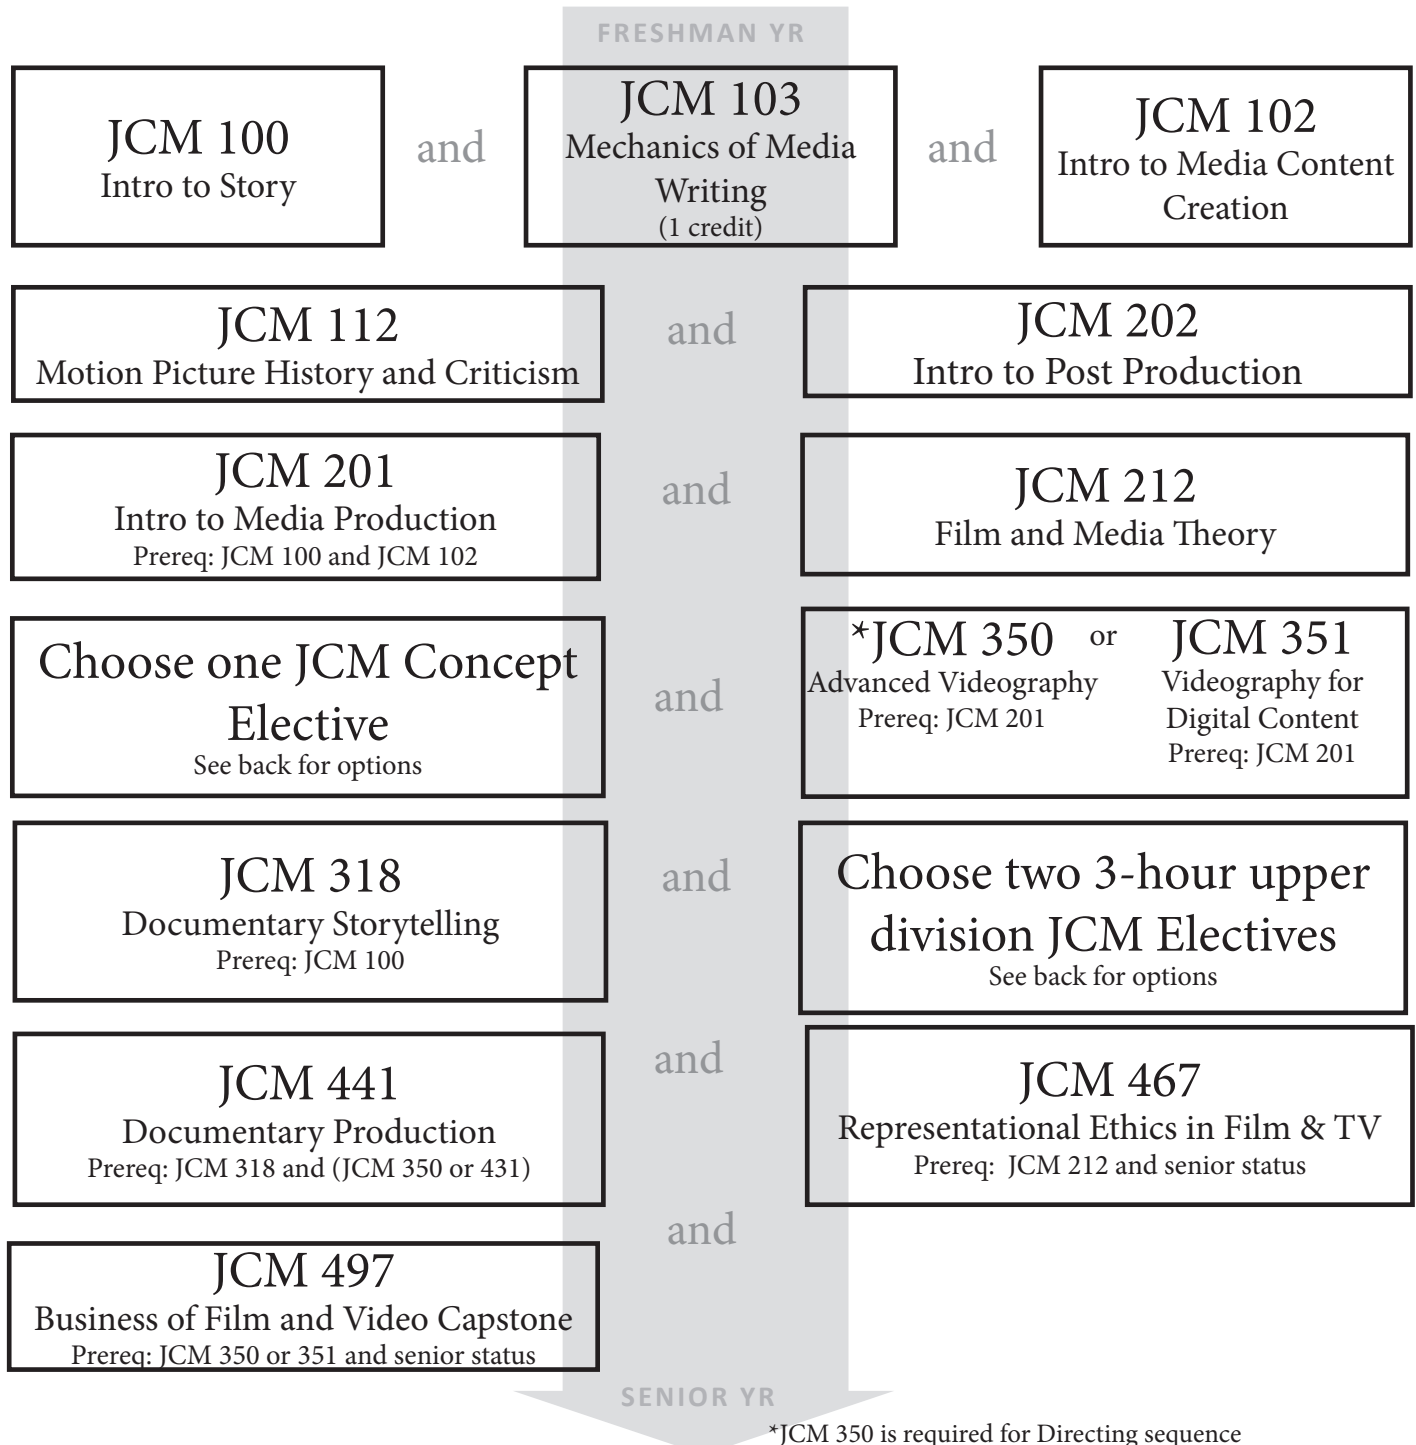 FRESHMAN YR
JCM 100
Intro to Story
and
JCM 103
Mechanics of Media
Writing
(1 credit)
and
JCM 102
Intro to Media Content
Creation
JCM 112
Motion Picture History and Criticism
and
JCM 202
Intro to Post Production
JCM 201
Intro to Media Production
Prereq: JCM 100 and JCM 102
and
JCM 212
Film and Media Theory
Choose one JCM Concept
Elective
See back for options
and
*JCM 350
Advanced Videography
Prereq: JCM 201
or
JCM 351
Videography for
Digital Content
Prereq: JCM 201
JCM 318
Documentary Storytelling
Prereq: JCM 100
and
Choose two 3-hour upper
division JCM Electives
See back for options
JCM 441
Documentary Production
Prereq: JCM 318 and (JCM 350 or 431)
and
JCM 467
Representational Ethics in Film & TV
Prereq: JCM 212 and senior status
and
JCM 497
Business of Film and Video Capstone
Prereq: JCM 350 or 351 and senior status
SENIOR YR
*JCM 350 is required for Directing sequence